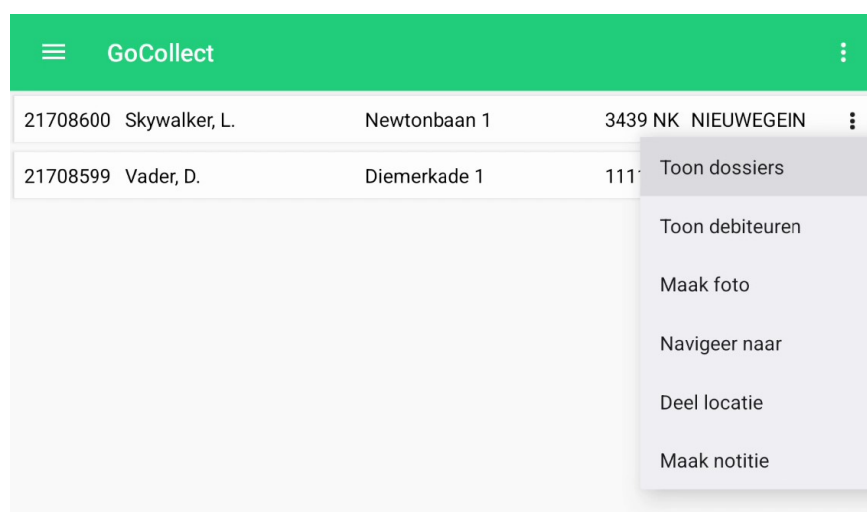 GoCollect
21708600 Skywalker, L. Newtonbaan 1 3439 NK NIEUWEGEIN
21708599 Vader, D. Diemerkade 1
Toon dossiers
Toon debiteuren
Maak foto
Navigeer naar
Deel locatie
Maak notitie